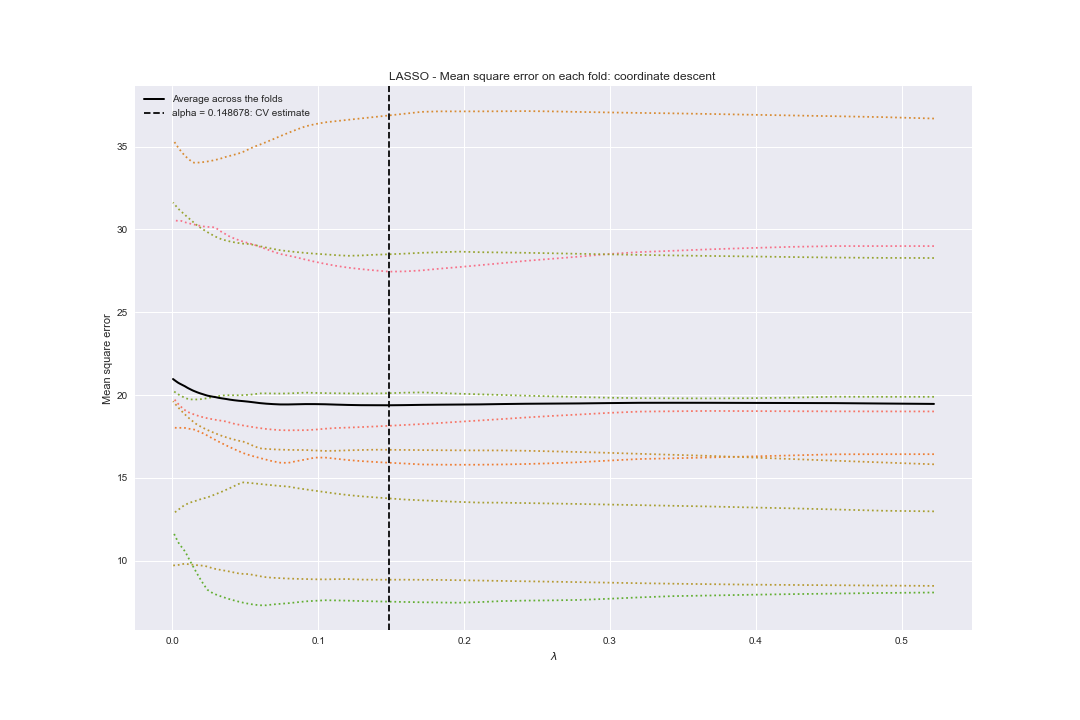 LASSO - Mean square error on each fold: coordinate descent
Average across the folds
alpha = 0.148678: CV estimate
Mean square error
35
30
25
20
15
10
0.0 0.1 0.2 0.3 0.4 0.5
λ